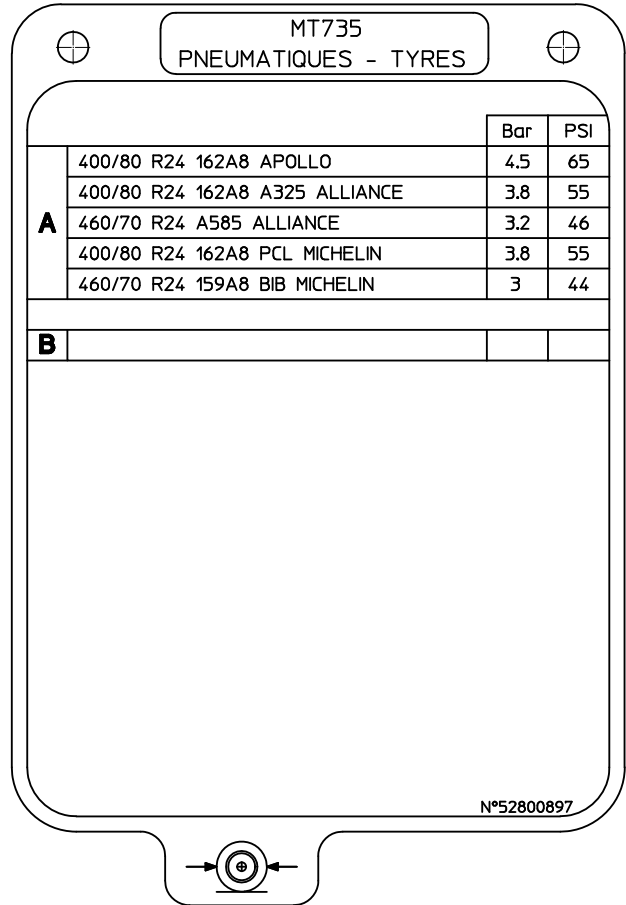 MT735
PNEUMATIQUES - TYRES
Bar PSI
A
400/80 R24 162A8 APOLLO 4.5 65
400/80 R24 162A8 A325 ALLIANCE 3.8 55
460/70 R24 A585 ALLIANCE 3.2 46
400/80 R24 162A8 PCL MICHELIN 3.8 55
460/70 R24 159A8 BIB MICHELIN 3 44
B
N°52800897